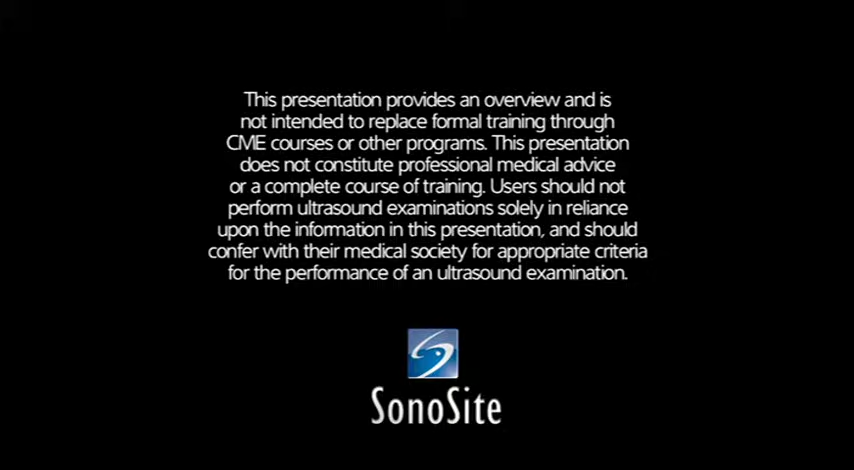 This presentation provides an overview and is
not intended to replace formal training through
CME courses or other programs. This presentation
does not constitute professional medical advice
or a complete course of training. Users should not
perform ultrasound examinations solely in reliance
upon the information in this presentation, and should
confer with their medical society for appropriate criteria
for the performance of an ultrasound examination.
SonoSite